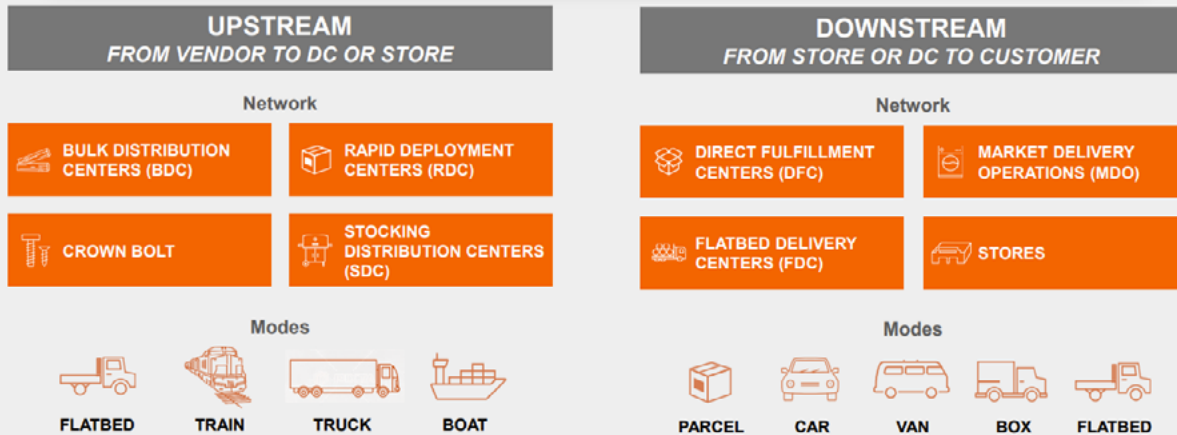 UPSTREAM
FROM VENDOR TO DC OR STORE
Network
BULK DISTRIBUTION
CENTERS (BDC)
RAPID DEPLOYMENT
CENTERS (RDC)
CROWN BOLT
STOCKING
DISTRIBUTION CENTERS
(SDC)
Modes
FLATBED
TRAIN
TRUCK
BOAT
DOWNSTREAM
FROM STORE OR DC TO CUSTOMER
Network
DIRECT FULFILLMENT
CENTERS (DFC)
MARKET DELIVERY
OPERATIONS (MDO)
FLATBED DELIVERY
CENTERS (FDC)
STORES
Modes
PARCEL
CAR
VAN
BOX
FLATBED